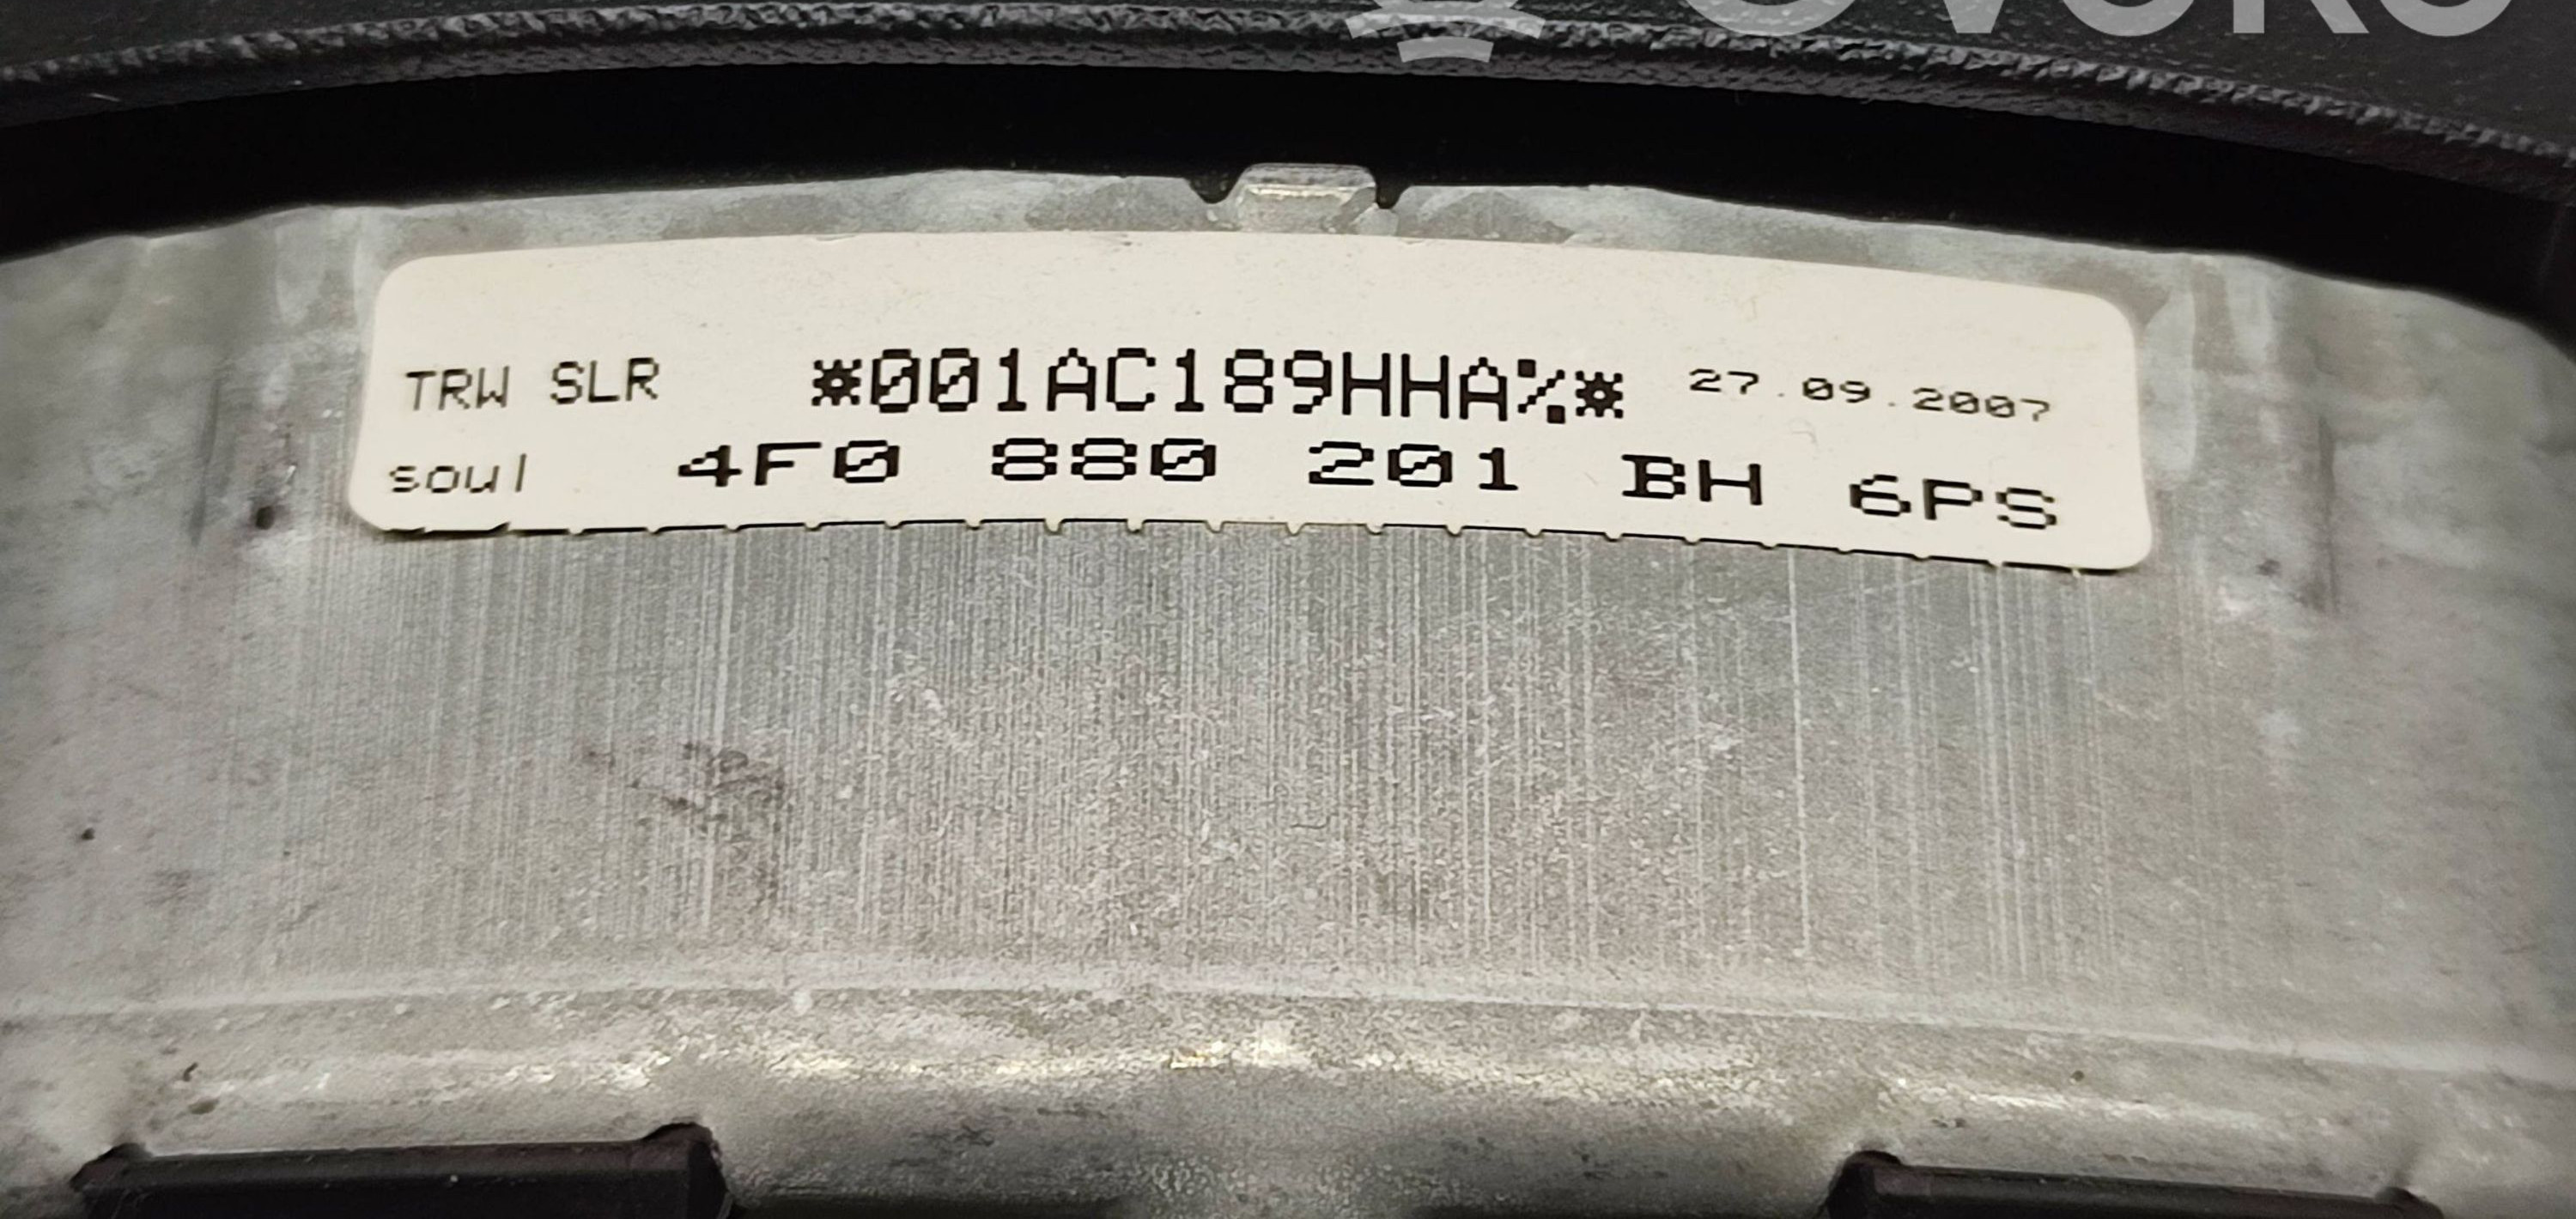 TRW SLR *001AC189HHA%* 27.09.2007
soul 4F0 880 201 BH 6PS